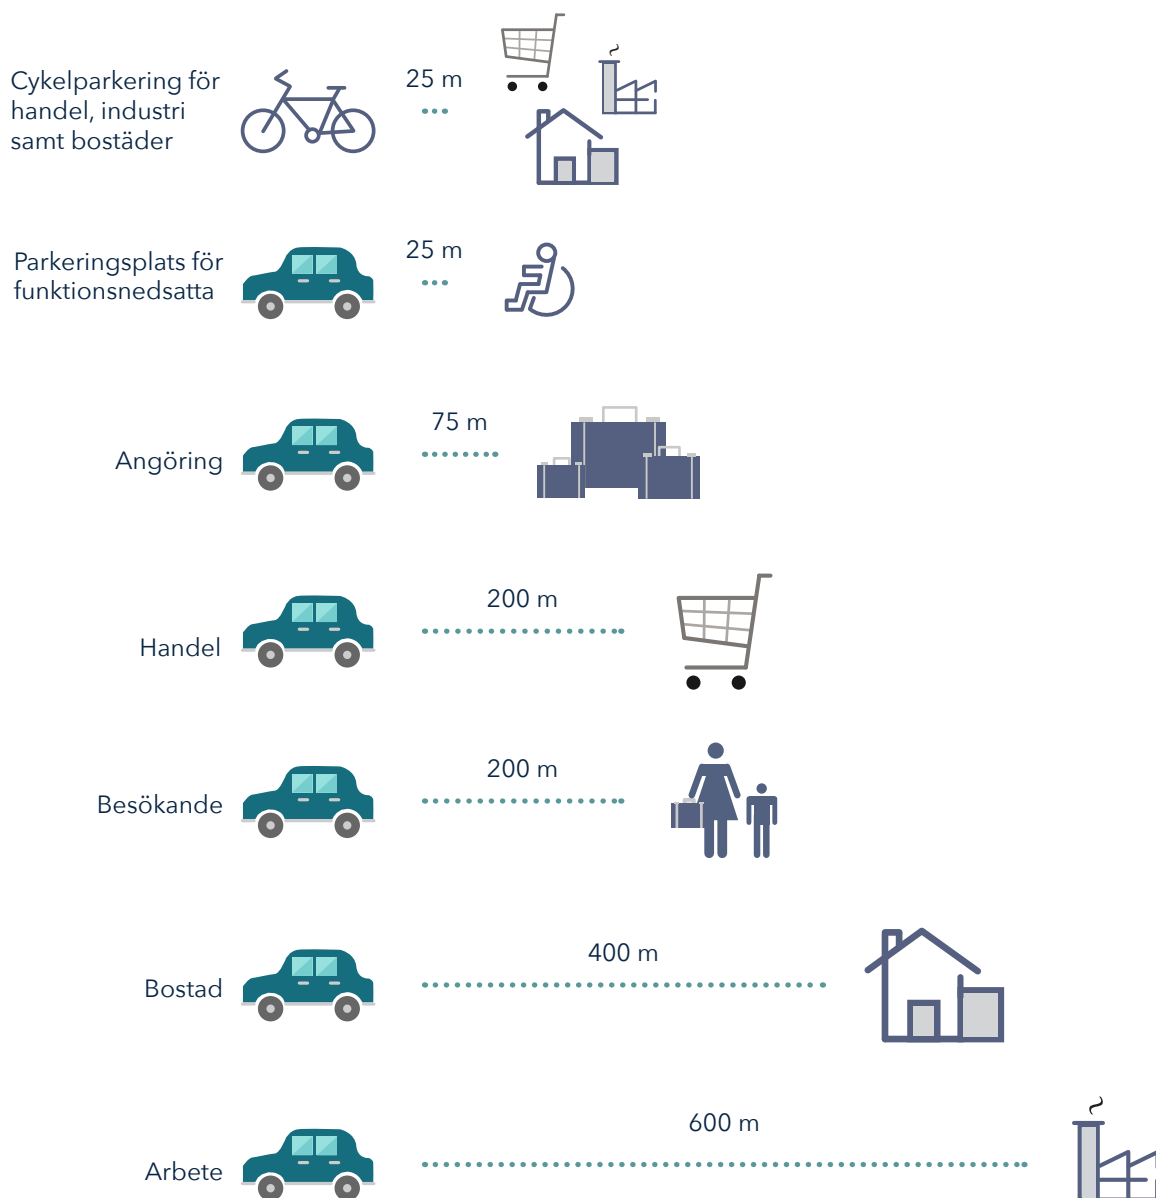 Cykelparkering för
handel, industri
samt bostäder
25 m
Parkeringsplats för
funktionsnedsatta
25 m
Angöring
75 m
Handel
200 m
Besökande
200 m
Bostad
400 m
Arbete
600 m